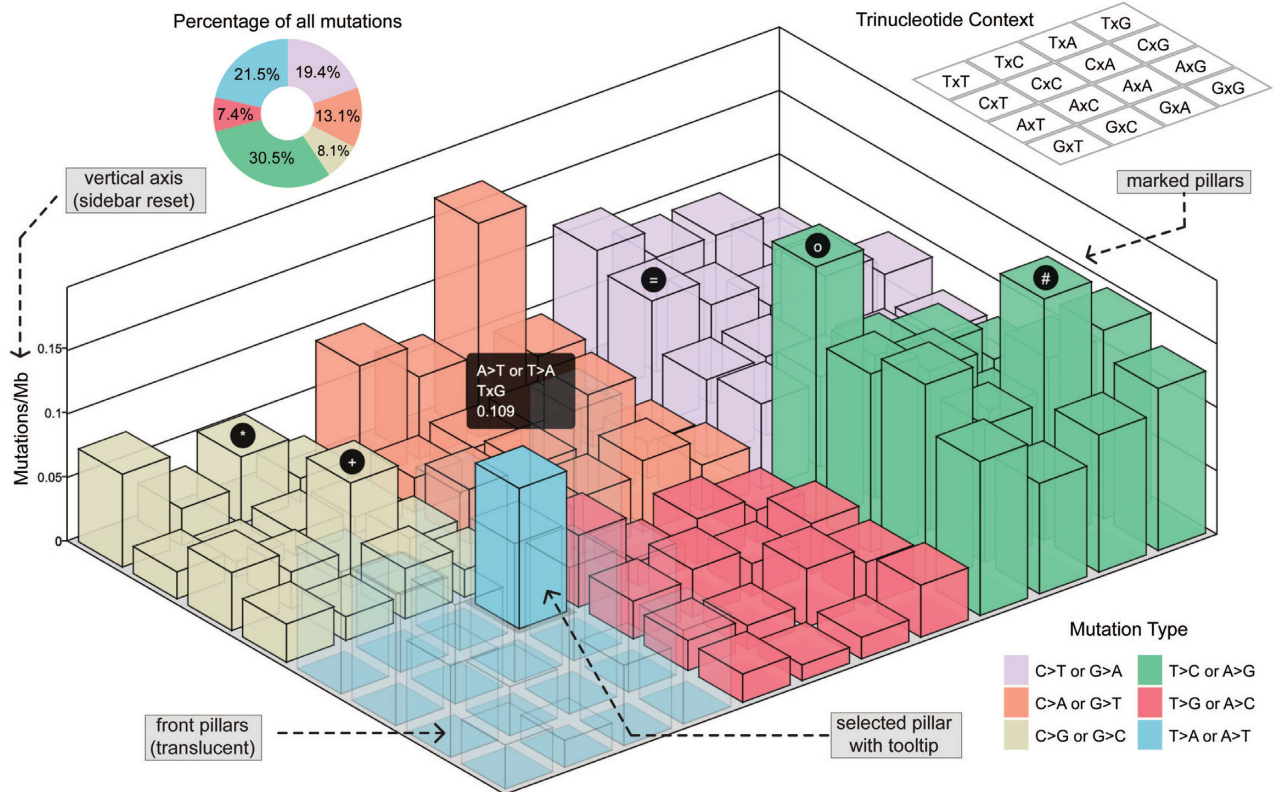 Percentage of all mutations
21.5%
19.4%
7.4%
13.1%
30.5%
8.1%
Trinucleotide Context
TxG
TxA
CxG
TxC
CxA
AxG
TxT
CxC
AxA
GxG
CxT
AxC
GxA
AxT
GxC
GxT
vertical axis
(sidebar reset)
marked pillars
o
=
#
*
+
A>T or T>A
TxG
0.109
Mutations/Mb
0.15
0.1
0.05
0
front pillars
(translucent)
selected pillar
with tooltip
Mutation Type
C>T or G>A
T>C or A>G
C>A or G>T
T>G or A>C
C>G or G>C
T>A or A>T